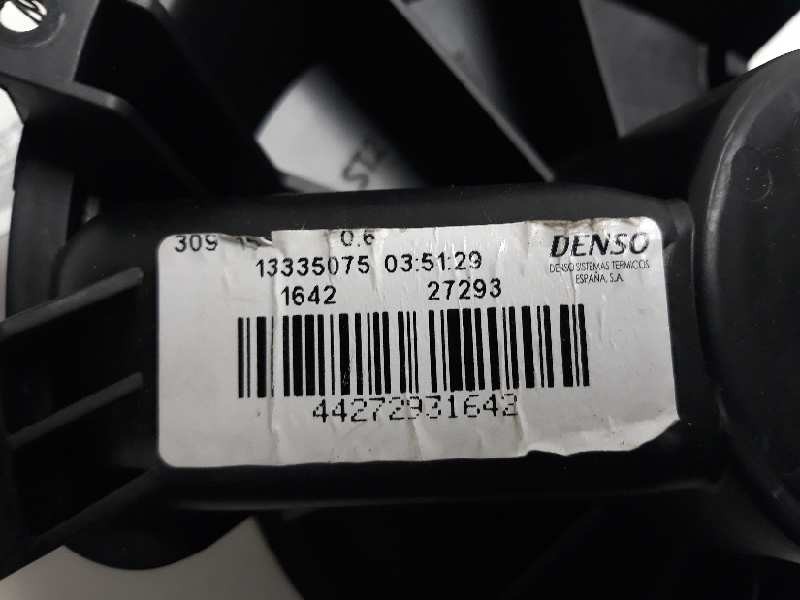 309 0.6
DENSO
DENSO SISTEMAS TERMICOS
ESPAÑA, S.A.
13335075 03:51:29
1642 27293
44272931642